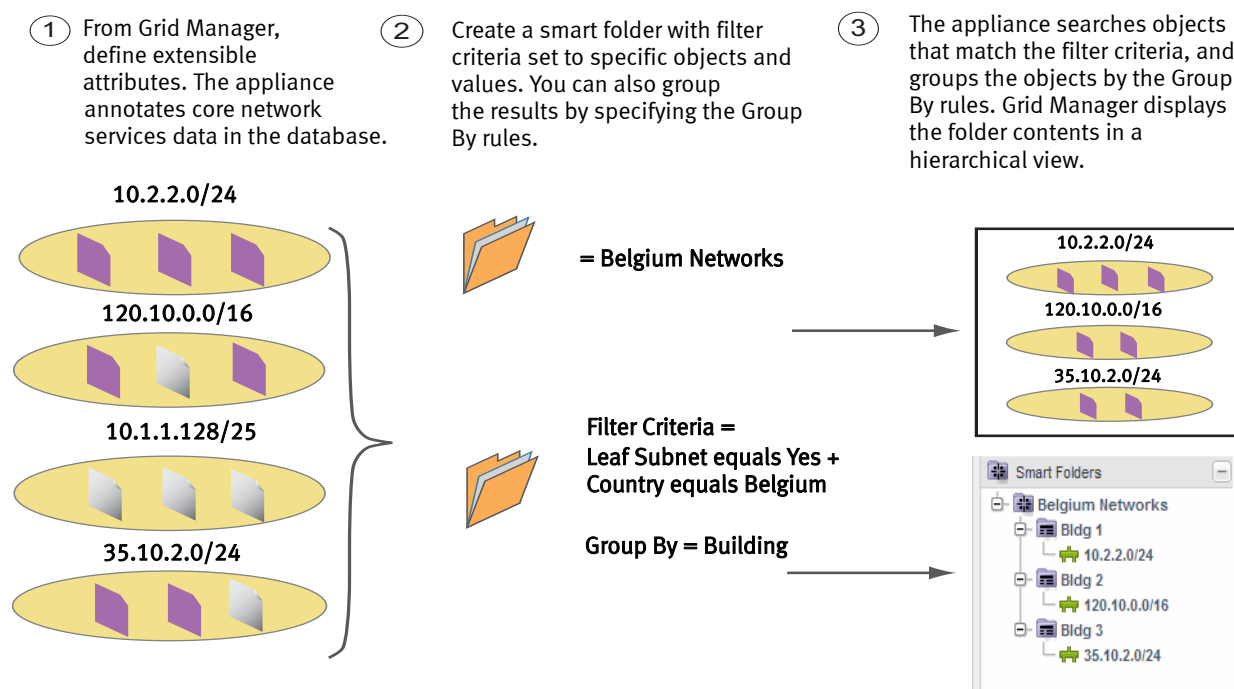 1
From Grid Manager,
define extensible
attributes. The appliance
annotates core network
services data in the database.
2
Create a smart folder with filter
criteria set to specific objects and
values. You can also group
the results by specifying the Group
By rules.
3
The appliance searches objects
that match the filter criteria, and
groups the objects by the Group
By rules. Grid Manager displays
the folder contents in a
hierarchical view.
10.2.2.0/24
120.10.0.0/16
10.1.1.128/25
35.10.2.0/24
= Belgium Networks
Filter Criteria =
Leaf Subnet equals Yes +
Country equals Belgium
Group By = Building
10.2.2.0/24
120.10.0.0/16
35.10.2.0/24
Smart Folders
Belgium Networks
Bldg 1
10.2.2.0/24
Bldg 2
120.10.0.0/16
Bldg 3
35.10.2.0/24